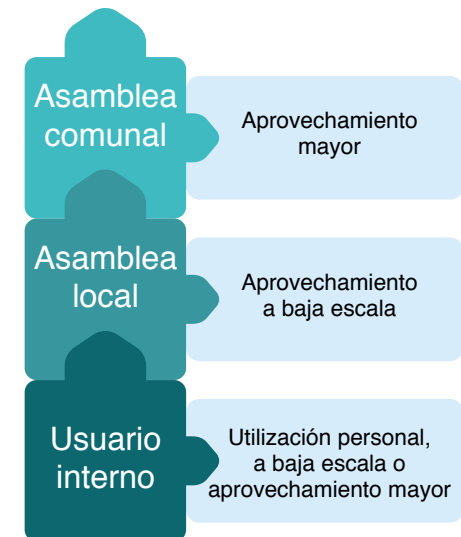 Asamblea
comunal
Aprovechamiento
mayor
Asamblea
local
Aprovechamiento
a baja escala
Usuario
interno
Utilización personal,
a baja escala o
aprovechamiento mayor